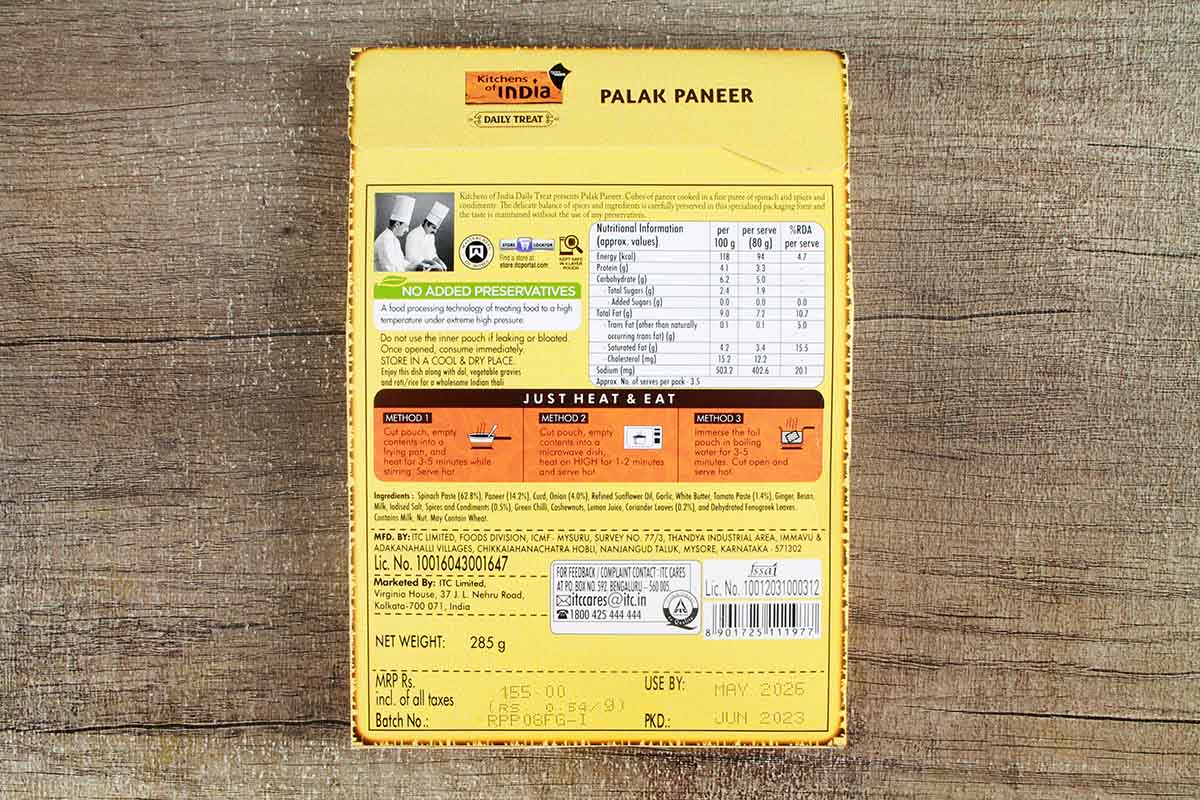 Kitchens
of India
DAILY TREAT
PALAK PANEER
Kitchens of India Daily Treat presents Palak Paneer. Cubes of paneer cooked in a fine puree of spinach and spices and
condiments. The delicate balance of spices and ingredients is carefully preserved in this specialised packaging form and
the taste is maintained without the use of any preservatives.
STORE LOCATOR
Find a store at
store.itcportal.com
KEPT SAFE
IN 4 LAYER
POUCH
NO ADDED PRESERVATIVES
A food processing technology of treating food to a high
temperature under extreme high pressure.
Do not use the inner pouch if leaking or bloated.
Once opened, consume immediately.
STORE IN A COOL & DRY PLACE.
Enjoy this dish along with dal, vegetable gravies
and roti/rice for a wholesome Indian thali
Nutritional Information (approx. values) per 100 g per serve (80 g) %RDA per serve
Energy (kcal) 118 94 4.7
Protein (g) 4.1 3.3 -
Carbohydrate (g) 6.2 5.0 -
- Total Sugars (g) 2.4 1.9 -
- Added Sugars (g) 0.0 0.0 0.0
Total Fat (g) 9.0 7.2 10.7
- Trans Fat (other than naturally 0.1 0.1 5.0
occurring trans fat) (g)
- Saturated Fat (g) 4.2 3.4 15.5
- Cholesterol (mg) 15.2 12.2 -
Sodium (mg) 503.2 402.6 20.1
Approx. No. of serves per pack - 3.5
JUST HEAT & EAT
METHOD 1
Cut pouch, empty
contents into a
frying pan, and
heat for 3-5 minutes while
stirring. Serve hot.
METHOD 2
Cut pouch, empty
contents into a
microwave dish,
heat on HIGH for 1-2 minutes
and serve hot.
METHOD 3
Immerse the foil
pouch in boiling
water for 3-5
minutes. Cut open and
serve hot.
Ingredients : Spinach Paste (62.8%), Paneer (14.2%), Curd, Onion (4.0%), Refined Sunflower Oil, Garlic, White Butter, Tomato Paste (1.4%), Ginger, Besan,
Milk, Iodised Salt, Spices and Condiments (0.5%), Green Chilli, Cashewnuts, Lemon Juice, Coriander Leaves (0.2%), and Dehydrated Fenugreek Leaves.
Contains Milk, Nut. May Contain Wheat.
MFD. BY: ITC LIMITED, FOODS DIVISION, ICMF- MYSURU, SURVEY NO. 77/3, THANDYA INDUSTRIAL AREA, IMMAVU &
ADAKANAHALLI VILLAGES, CHIKKAIAHANACHATRA HOBLI, NANJANGUD TALUK, MYSORE, KARNATAKA - 571302
Lic. No. 10016043001647
Marketed By: ITC Limited,
Virginia House, 37 J. L. Nehru Road,
Kolkata-700 071, India
FOR FEEDBACK / COMPLAINT CONTACT : ITC CARES
AT P.O. BOX NO. 592, BENGALURU – 560 005.
itccares@itc.in
1800 425 444 444
fssai
Lic. No. 10012031000312
8 901725 111977
NET WEIGHT: 285 g
MRP Rs.
incl. of all taxes
155.00
(RS. 0.54/g)
Batch No.: RPP08FG-I
USE BY: MAY 2026
PKD.: JUN 2023